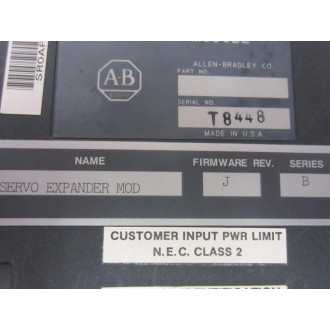 ALLEN-BRADLEY CO.
PART NO.
A-B
QUALITY
SERIAL NO.
T8448
MADE IN U.S.A.
SR0AF
NAME FIRMWARE REV. SERIES
SERVO EXPANDER MOD J B
CUSTOMER INPUT PWR LIMIT
N.E.C. CLASS 2